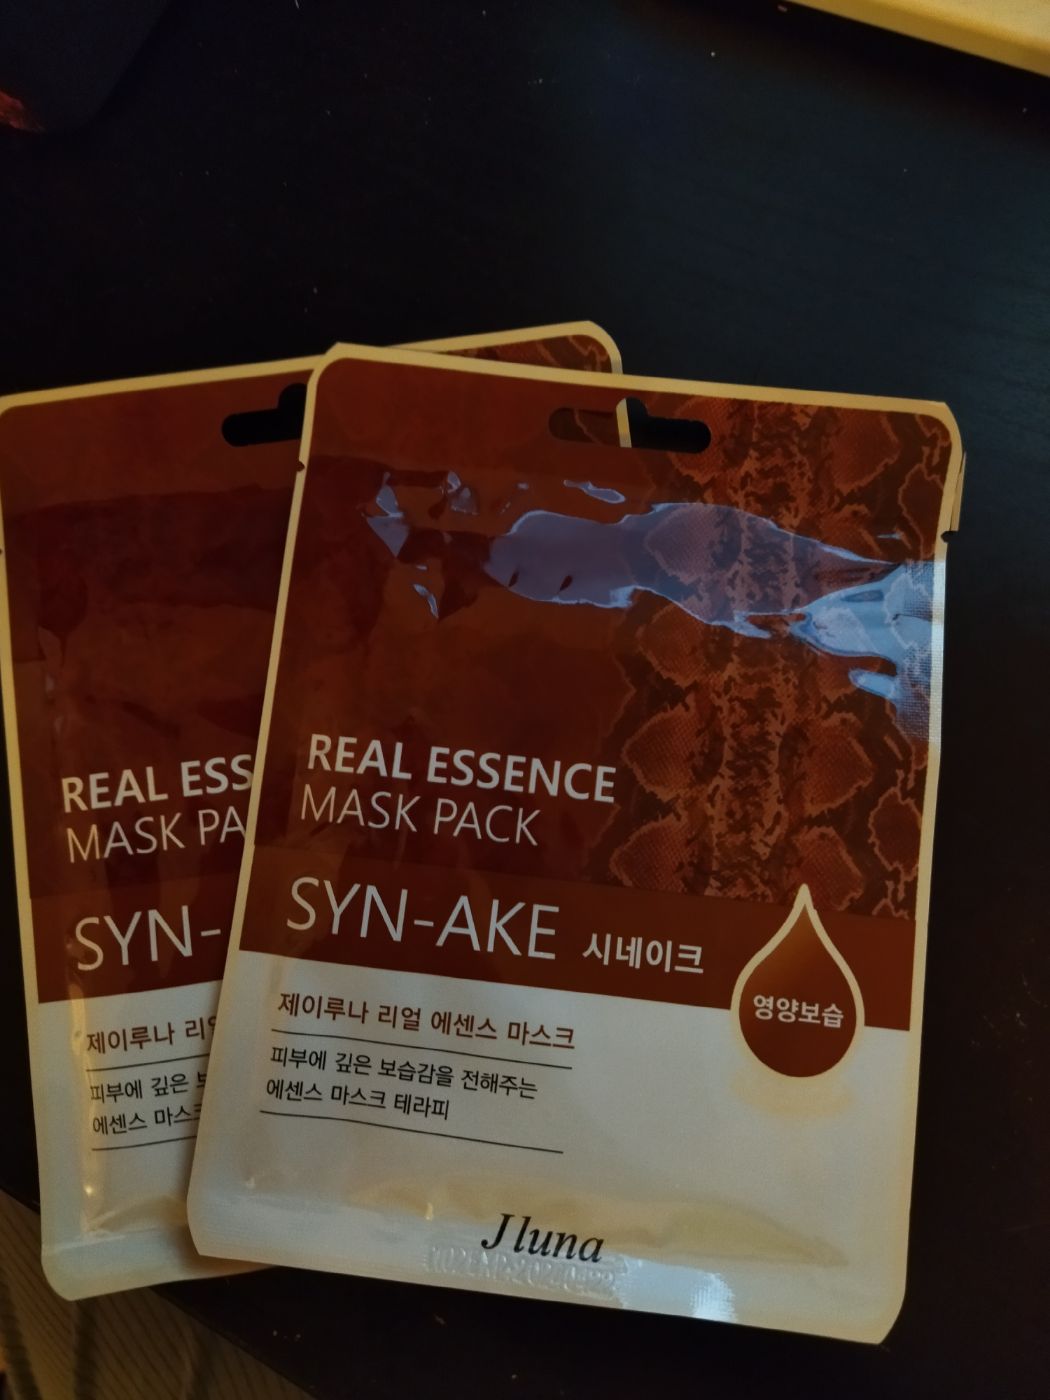 REAL ESSENCE
MASK PACK
SYN-AKE 시네이크
영양보습
제이루나 리얼 에센스 마스크
피부에 깊은 보습감을 전해주는
에센스 마스크 테라피
Jluna
REAL ESS
MASK PA
SYN-
제이루나 리얼
피부에 깊은
에센스 마스크